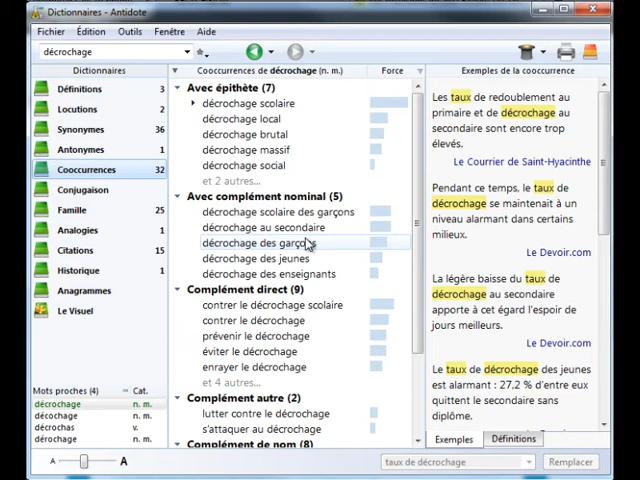 Dictionnaires - Antidote
Fichier Édition Outils Fenêtre Aide
décrochage
Dictionnaires
Définitions 3
Locutions 2
Synonymes 36
Antonymes 1
Cooccurrences 32
Conjugaison
Famille 25
Analogies 1
Citations 15
Historique 1
Anagrammes
Le Visuel
Mots proches (4) Cat.
décrochage n. m.
décochage n. m.
décrochas v.
dérochage n. m.
A A
Cooccurrences de décrochage (n. m.) Force
Avec épithète (7)
décrochage scolaire
décrochage local
décrochage brutal
décrochage massif
décrochage social
et 2 autres...
Avec complément nominal (5)
décrochage scolaire des garçons
décrochage au secondaire
décrochage des garçons
décrochage des jeunes
décrochage des enseignants
Complément direct (9)
contrer le décrochage scolaire
contrer le décrochage
prévenir le décrochage
éviter le décrochage
enrayer le décrochage
et 4 autres...
Complément autre (2)
lutter contre le décrochage
s'attaquer au décrochage
Complément de nom (8)
Exemples de la cooccurrence
Les taux de redoublement au
primaire et de décrochage au
secondaire sont encore trop
élevés.
Le Courrier de Saint-Hyacinthe
Pendant ce temps, le taux de
décrochage se maintenait à un
niveau alarmant dans certains
milieux.
Le Devoir.com
La légère baisse du taux de
décrochage au secondaire
apporte à cet égard l'espoir de
jours meilleurs.
Le Devoir.com
Le taux de décrochage des jeunes
est alarmant : 27,2 % d'entre eux
quittent le secondaire sans
diplôme.
Exemples Définitions
taux de décrochage Remplacer